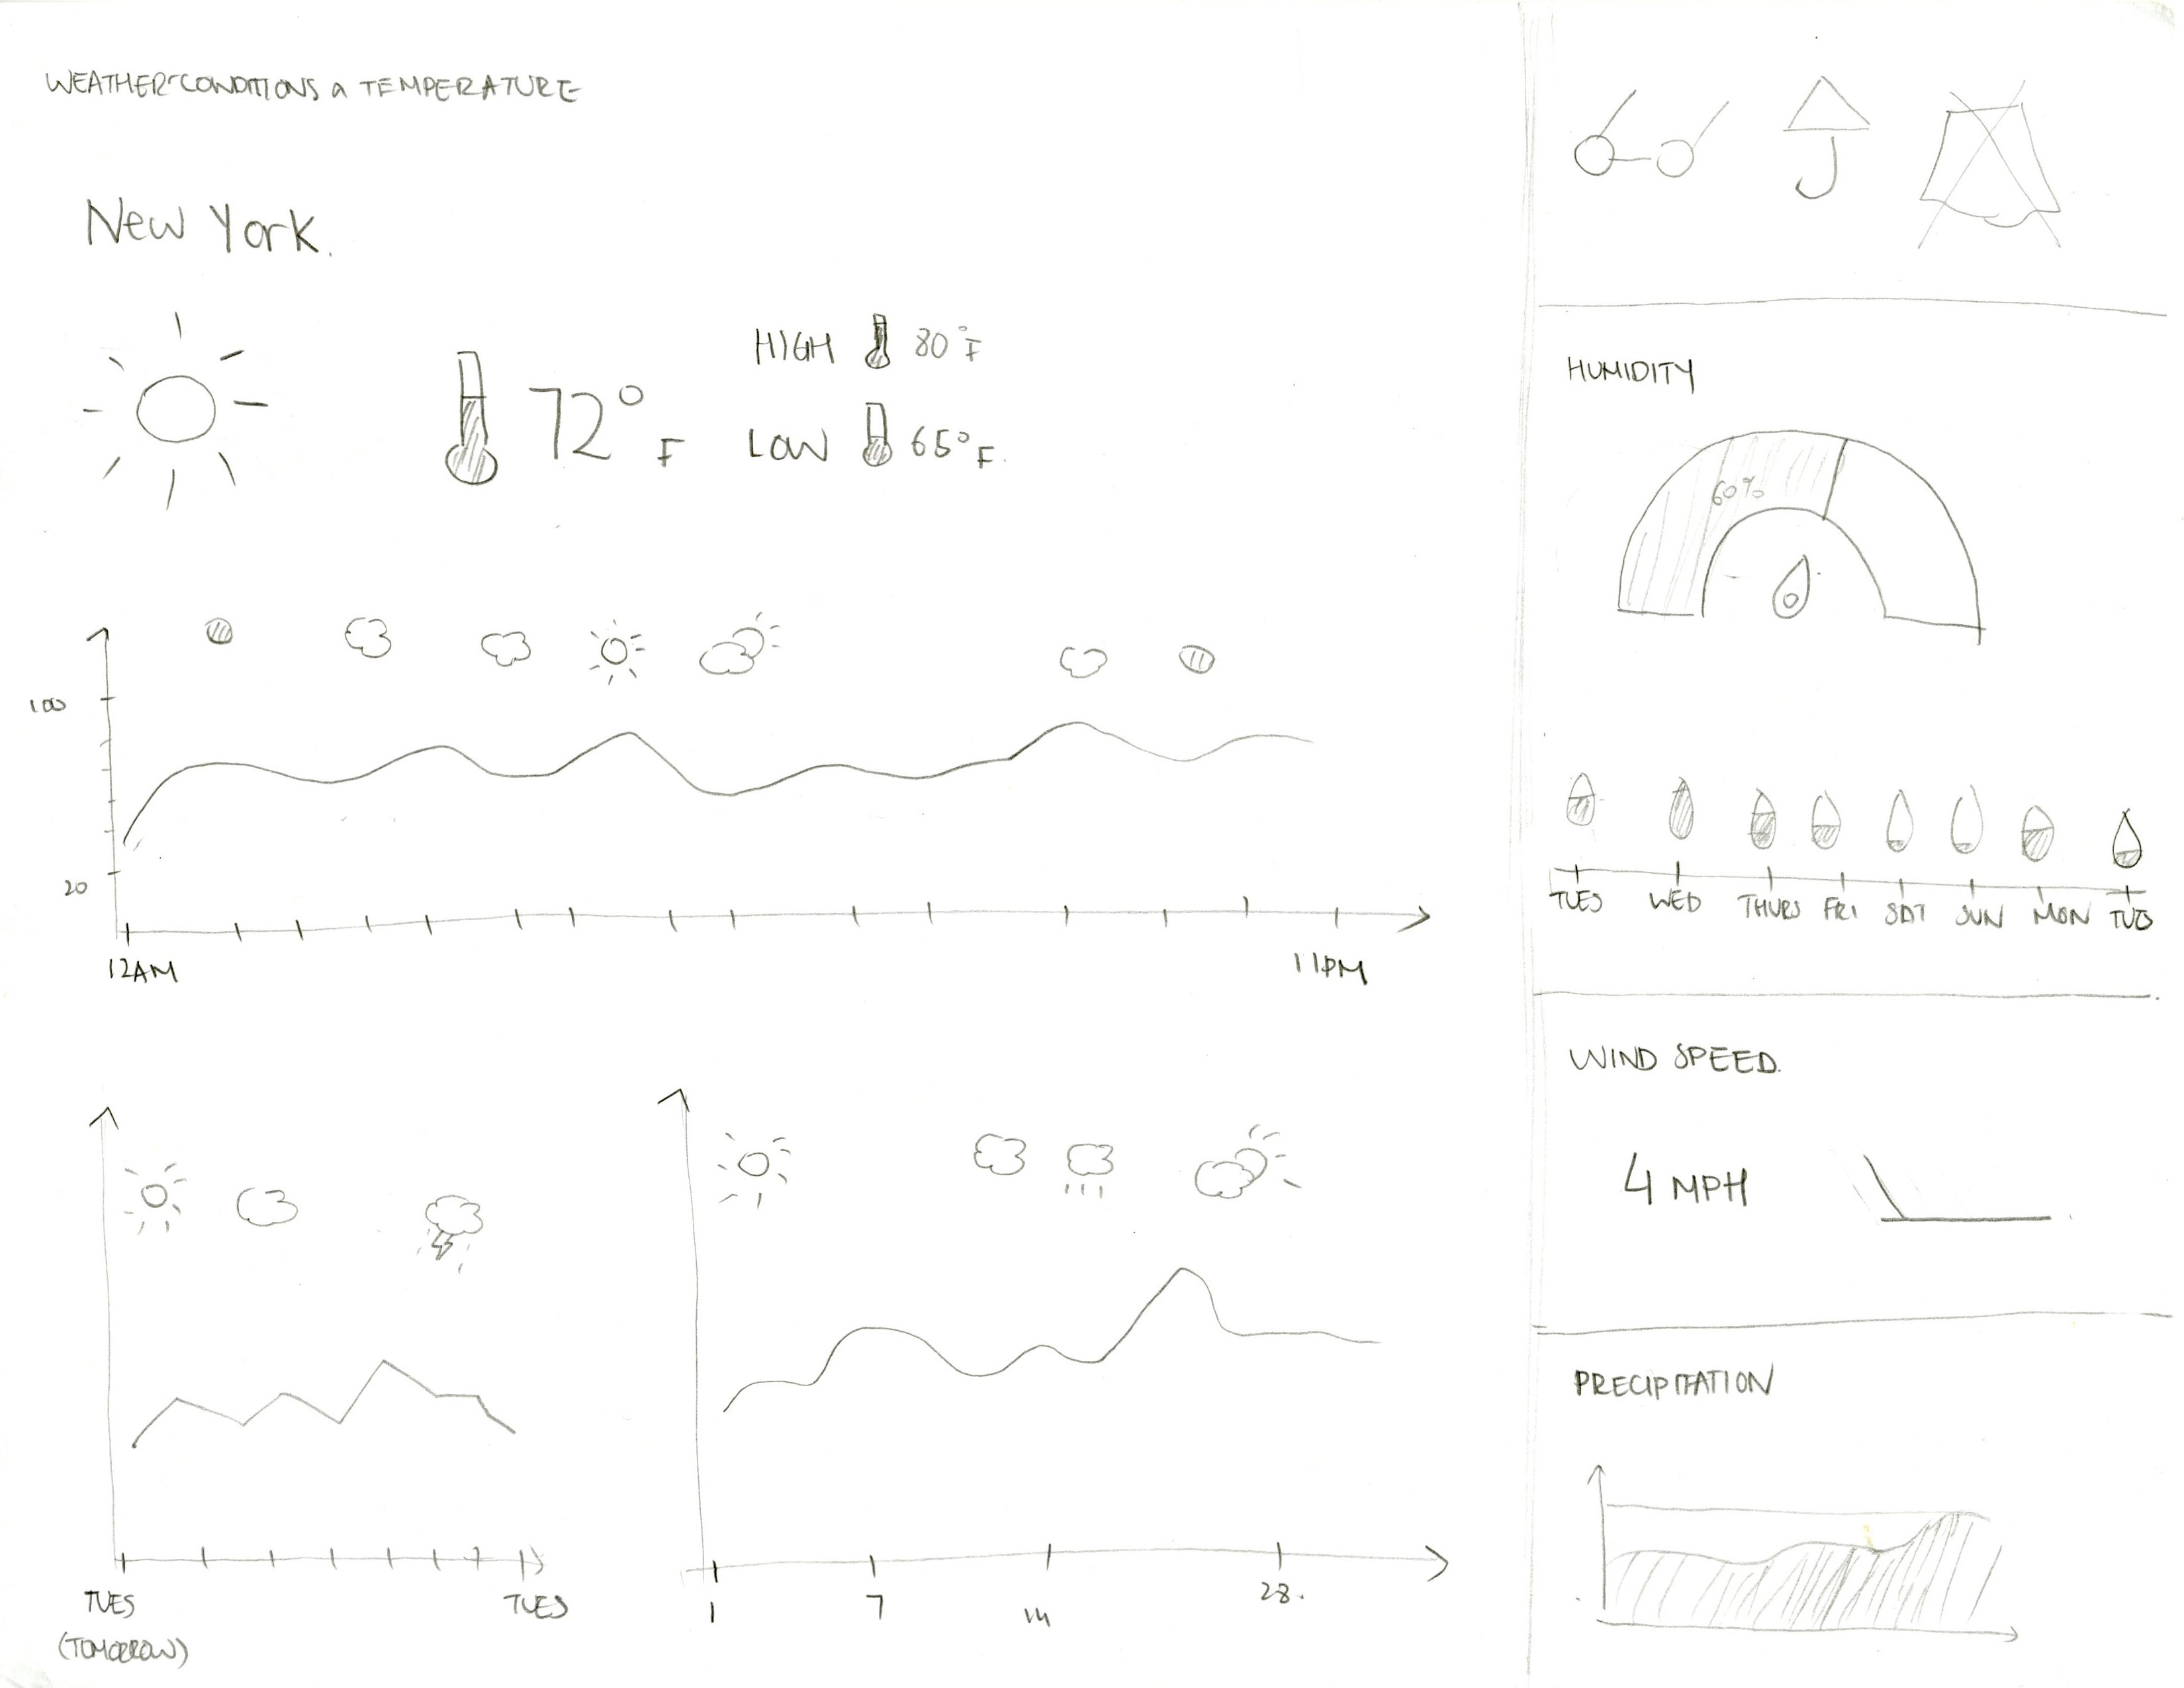 WEATHER CONDITIONS & TEMPERATURE
New York.
HIGH 80°F
72°F
LOW 65°F.
100
20
12AM
11PM
TUES
(TOMORROW)
TUES
1
7
14
28.
HUMIDITY
60%
TUES WED THURS FRI SAT SUN MON TUES
WIND SPEED.
4 MPH
PRECIPITATION